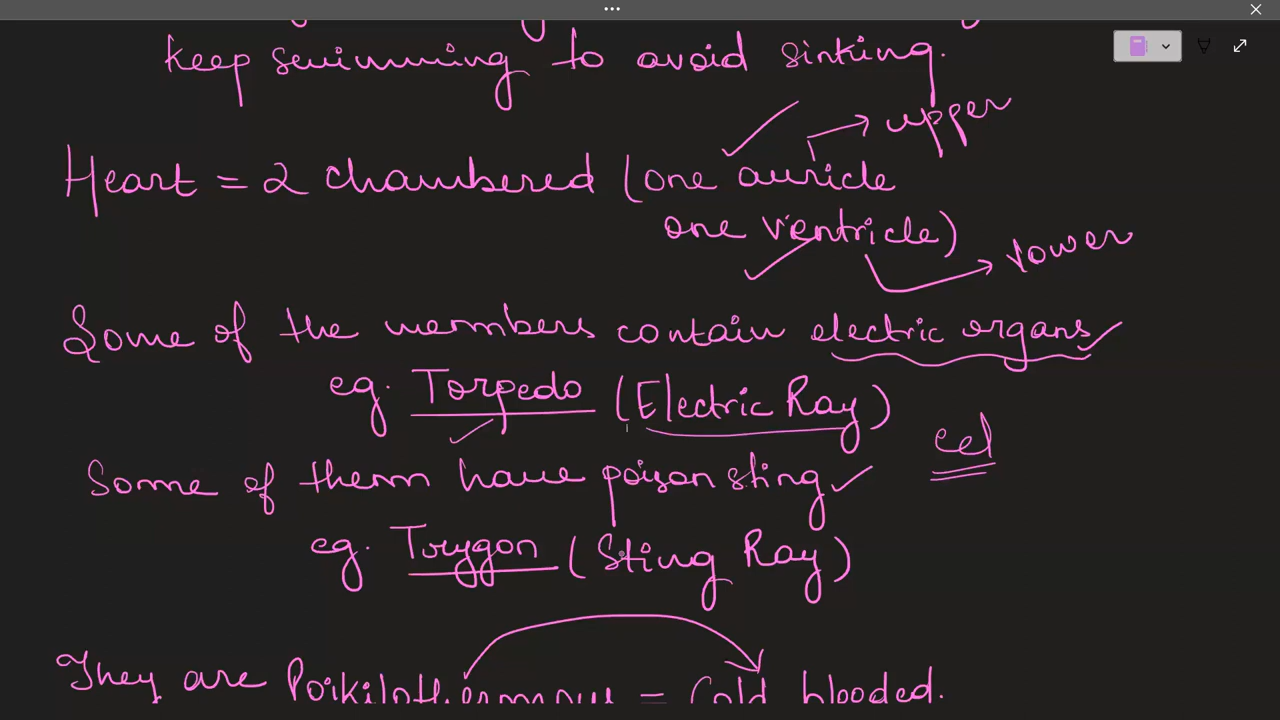 keep swimming to avoid sinking.
upper
Heart = 2 chambered (one auricle
one ventricle)
lower
Some of the members contain electric organs
eg. Torpedo (Electric Ray)
eel
Some of them have poison sting
eg. Trygon (Sting Ray)
They are Poikilothermous = Cold blooded.